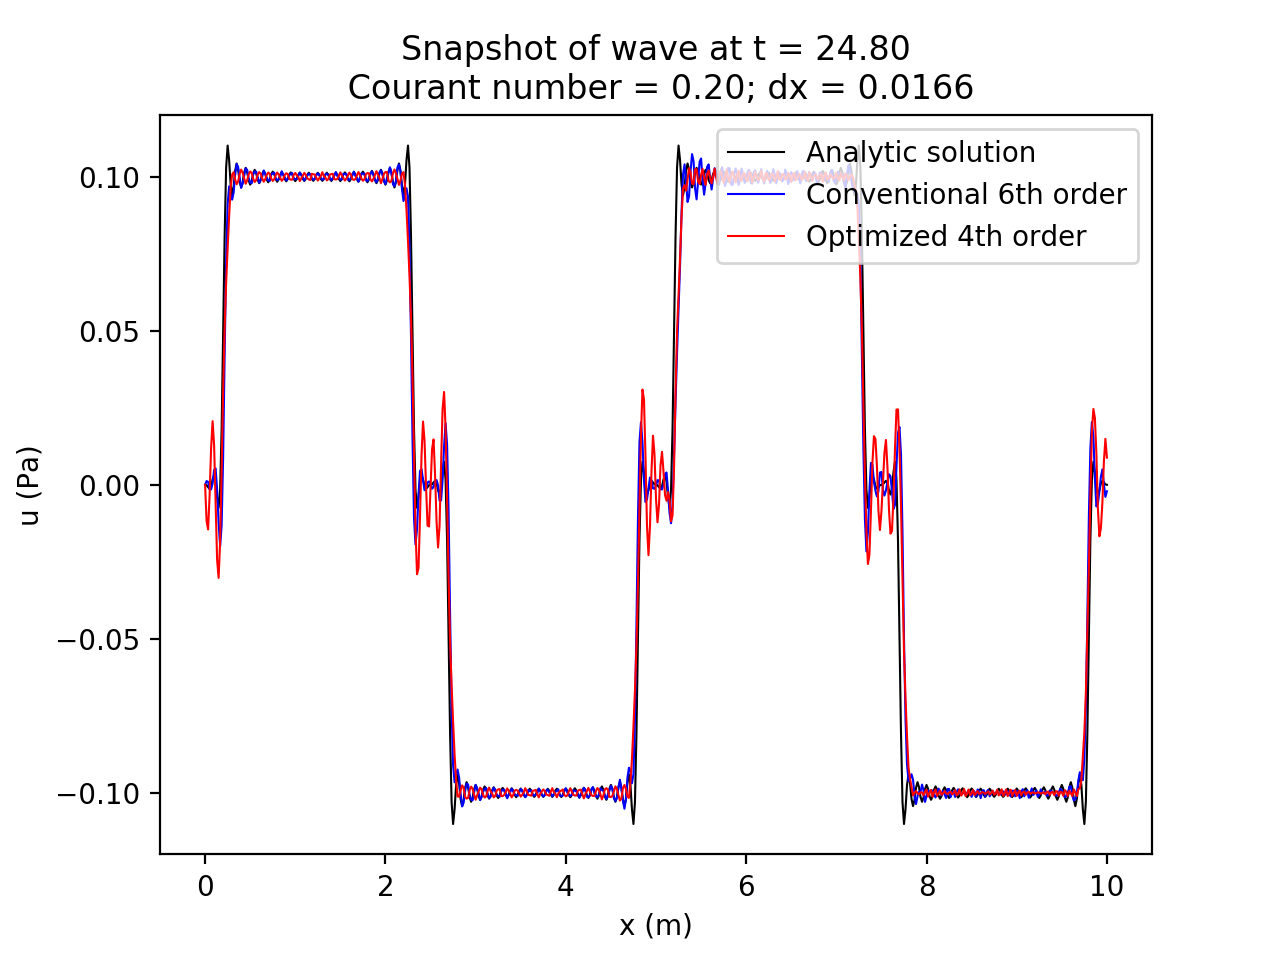 Snapshot of wave at t = 24.80
Courant number = 0.20; dx = 0.0166
Analytic solution
Conventional 6th order
Optimized 4th order
u (Pa)
0.10
0.05
0.00
−0.05
−0.10
0 2 4 6 8 10
x (m)